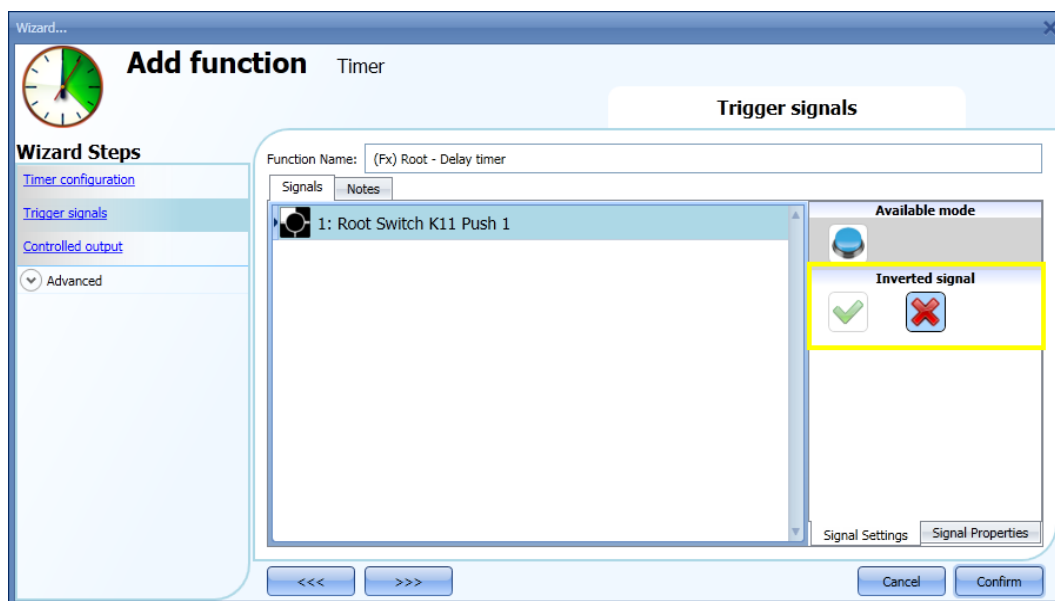 Wizard...
Add function Timer
Trigger signals
Wizard Steps
Timer configuration
Trigger signals
Controlled output
Advanced
Function Name: (Fx) Root - Delay timer
Signals Notes
1: Root Switch K11 Push 1
Available mode
Inverted signal
Signal Settings Signal Properties
<<< >>> Cancel Confirm